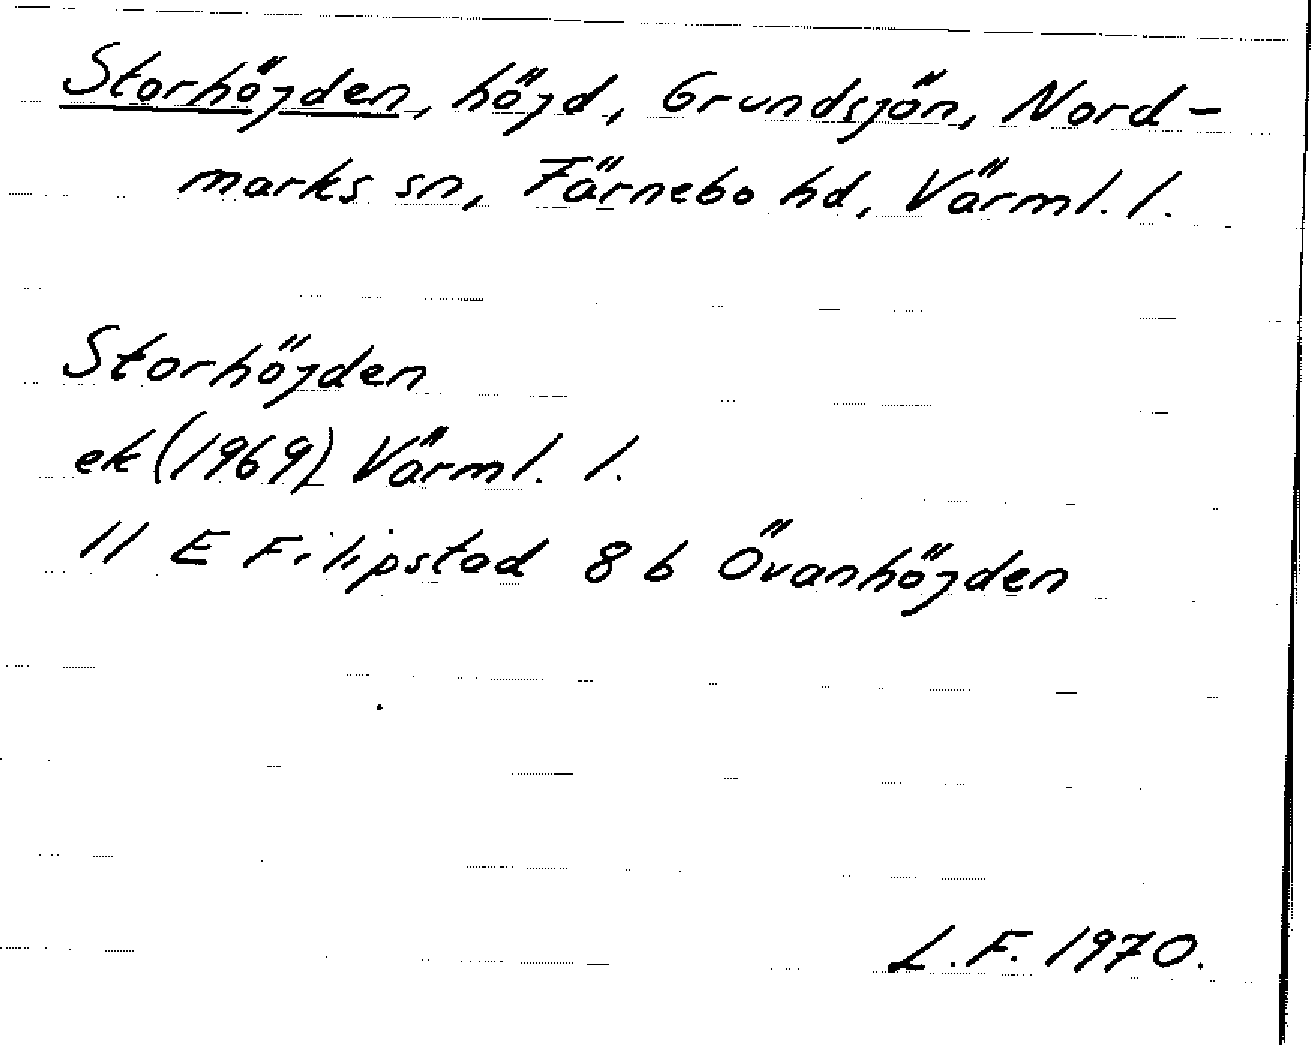 Storhöjden, höjd, Grundsjön, Nord-
marks sn, Färnebo hd, Värml. l.
Storhöjden
ek (1969) Värml. l.
11 E Filipstad 8 b Övanhöjden
L.F. 1970.